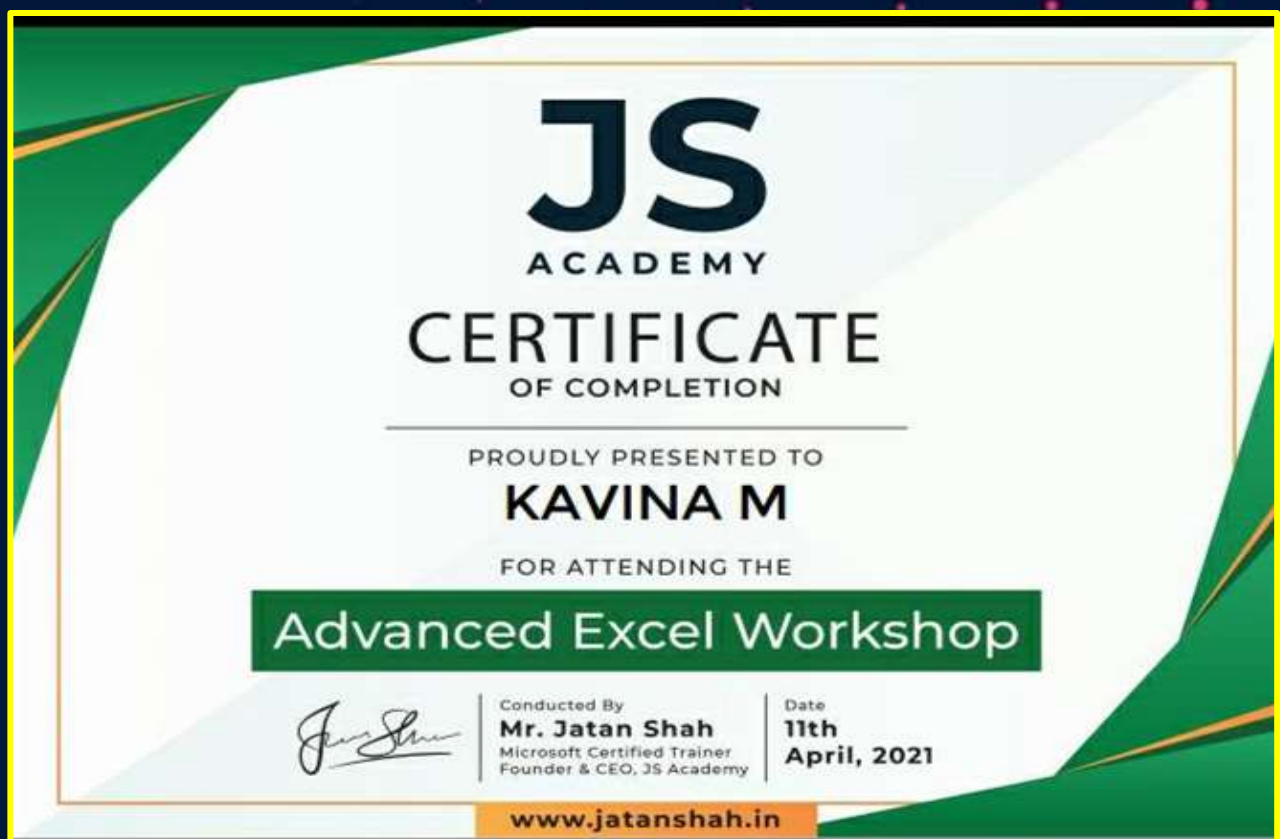 JS
ACADEMY
CERTIFICATE
OF COMPLETION
PROUDLY PRESENTED TO
KAVINA M
FOR ATTENDING THE
Advanced Excel Workshop
Conducted By
Mr. Jatan Shah
Microsoft Certified Trainer
Founder & CEO, JS Academy
Date
11th
April, 2021
www.jatanshah.in